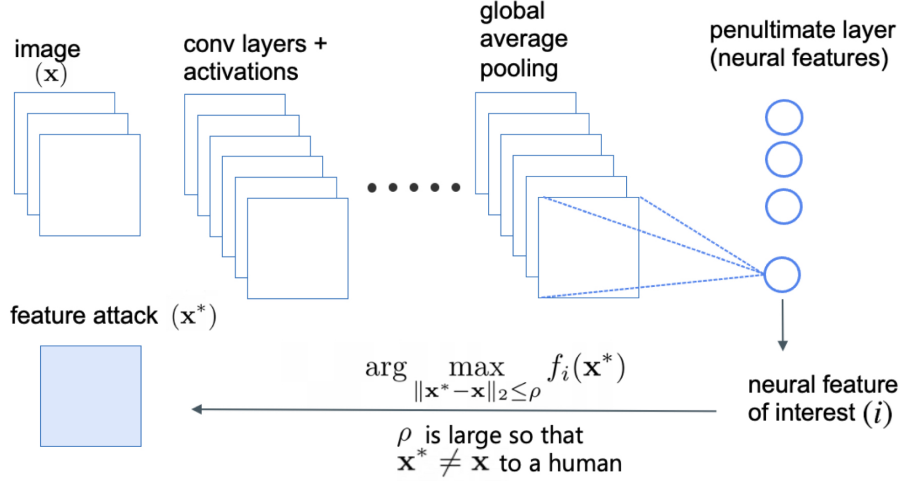 image
(x)
conv layers +
activations
global
average
pooling
penultimate layer
(neural features)
feature attack (x*)
arg max f_i(x*)
‖x*−x‖₂≤ρ
ρ is large so that
x* ≠ x to a human
neural feature
of interest (i)